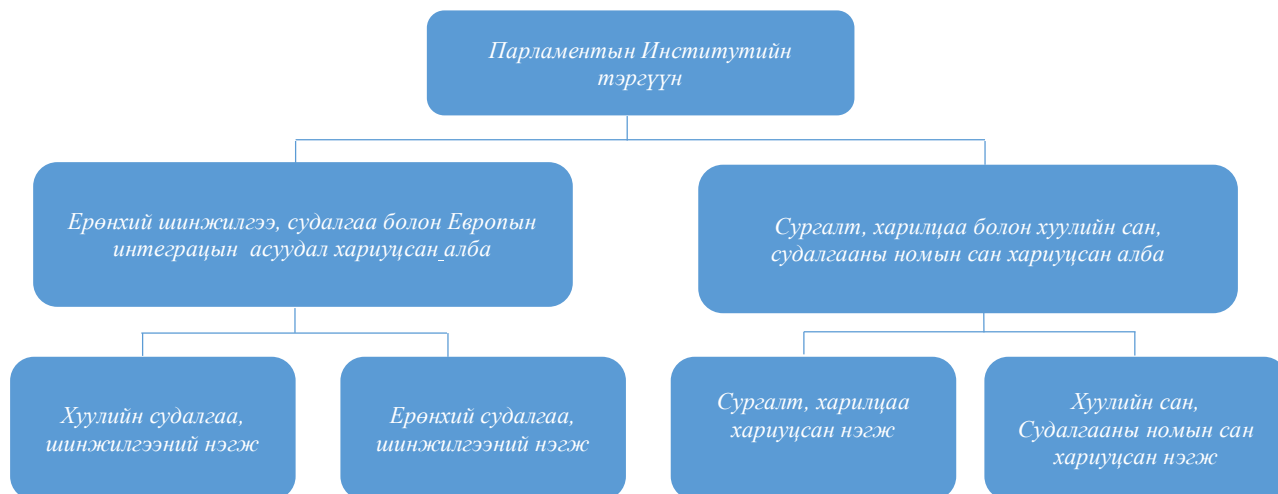 Парламентын Институтийн
тэргүүн
Ерөнхий шинжилгээ, судалгаа болон Европын
интеграцын асуудал хариуцсан алба
Сургалт, харилцаа болон хуулийн сан,
судалгааны номын сан хариуцсан алба
Хуулийн судалгаа,
шинжилгээний нэгж
Ерөнхий судалгаа,
шинжилгээний нэгж
Сургалт, харилцаа
хариуцсан нэгж
Хуулийн сан,
Судалгааны номын сан
хариуцсан нэгж